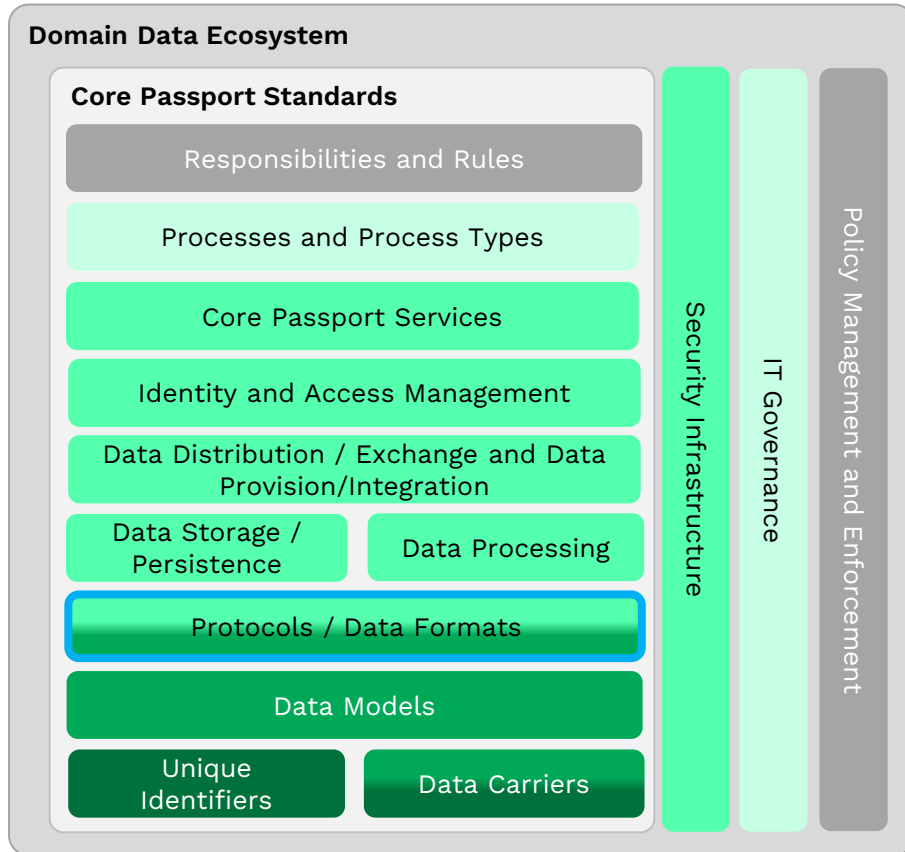 Domain Data Ecosystem
Core Passport Standards
Responsibilities and Rules
Processes and Process Types
Core Passport Services
Identity and Access Management
Data Distribution / Exchange and Data
Provision/Integration
Data Storage /
Persistence
Data Processing
Protocols / Data Formats
Data Models
Unique
Identifiers
Data Carriers
Security Infrastructure
IT Governance
Policy Management and Enforcement